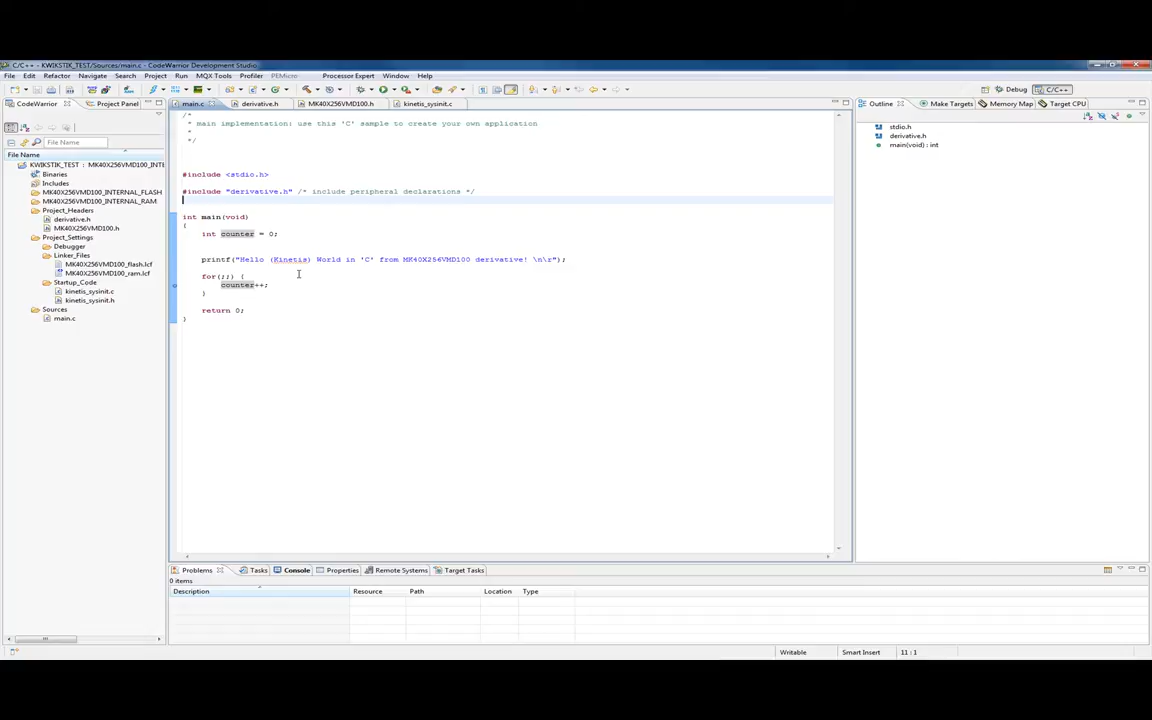 C/C++ - KWIKSTIK_TEST/Sources/main.c - CodeWarrior Development Studio
File Edit Refactor Navigate Search Project Run MQX Tools Profiler PEMicro Processor Expert Window Help
Debug C/C++
CodeWarrior Project Panel
main.c derivative.h MK40X256VMD100.h kinetis_sysinit.c
Outline Make Targets Memory Map Target CPU
File Name
File Name
KWIKSTIK_TEST : MK40X256VMD100_INTE
Binaries
Includes
MK40X256VMD100_INTERNAL_FLASH
MK40X256VMD100_INTERNAL_RAM
Project_Headers
derivative.h
MK40X256VMD100.h
Project_Settings
Debugger
Linker_Files
MK40X256VMD100_flash.lcf
MK40X256VMD100_ram.lcf
Startup_Code
kinetis_sysinit.c
kinetis_sysinit.h
Sources
main.c
/*
* main implementation: use this 'C' sample to create your own application
*
*/
#include <stdio.h>
#include "derivative.h" /* include peripheral declarations */
int main(void)
{
int counter = 0;
printf("Hello (Kinetis) World in 'C' from MK40X256VMD100 derivative! \n\r");
for(;;) {
counter++;
}
return 0;
}
stdio.h
derivative.h
main(void) : int
Problems Tasks Console Properties Remote Systems Target Tasks
0 items
Description Resource Path Location Type
Writable Smart Insert 11 : 1